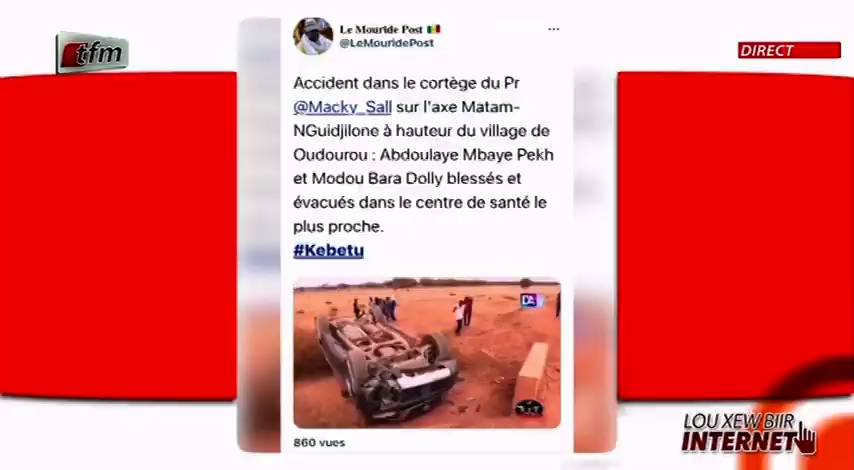 tfm
Le Mouride Post
@LeMouridePost
DIRECT
Accident dans le cortège du Pr
@Macky_Sall sur l'axe Matam-
NGuidjilone à hauteur du village de
Oudourou : Abdoulaye Mbaye Pekh
et Modou Bara Dolly blessés et
évacués dans le centre de santé le
plus proche.
#Kebetu
860 vues
LOU XEW BIIR
INTERNET